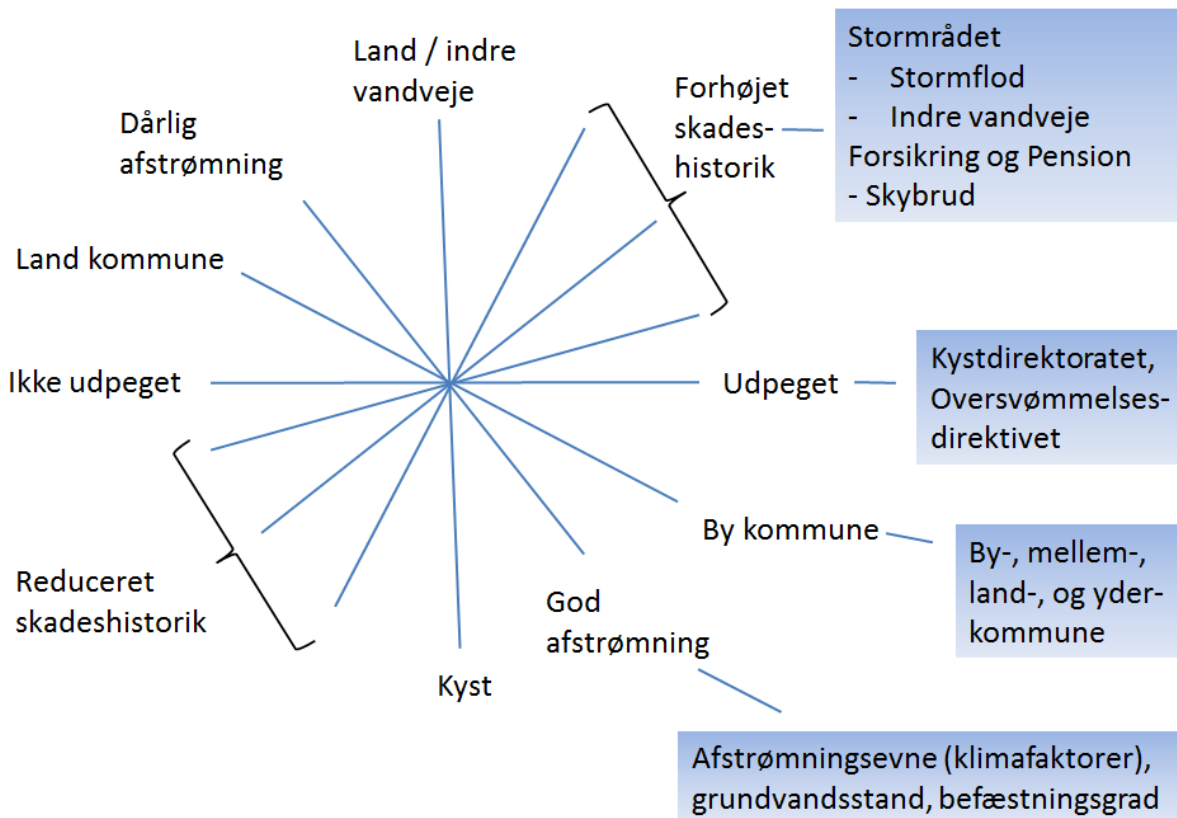 Land / indre
vandveje
Dårlig
afstrømning
Land kommune
Ikke udpeget
Reduceret
skadeshistorik
Kyst
God
afstrømning
By kommune
Udpeget
Forhøjet
skades-
historik
Stormrådet
- Stormflod
- Indre vandveje
Forsikring og Pension
- Skybrud
Kystdirektoratet,
Oversvømmelses-
direktivet
By-, mellem-,
land-, og yder-
kommune
Afstrømningsevne (klimafaktorer),
grundvandsstand, befæstningsgrad